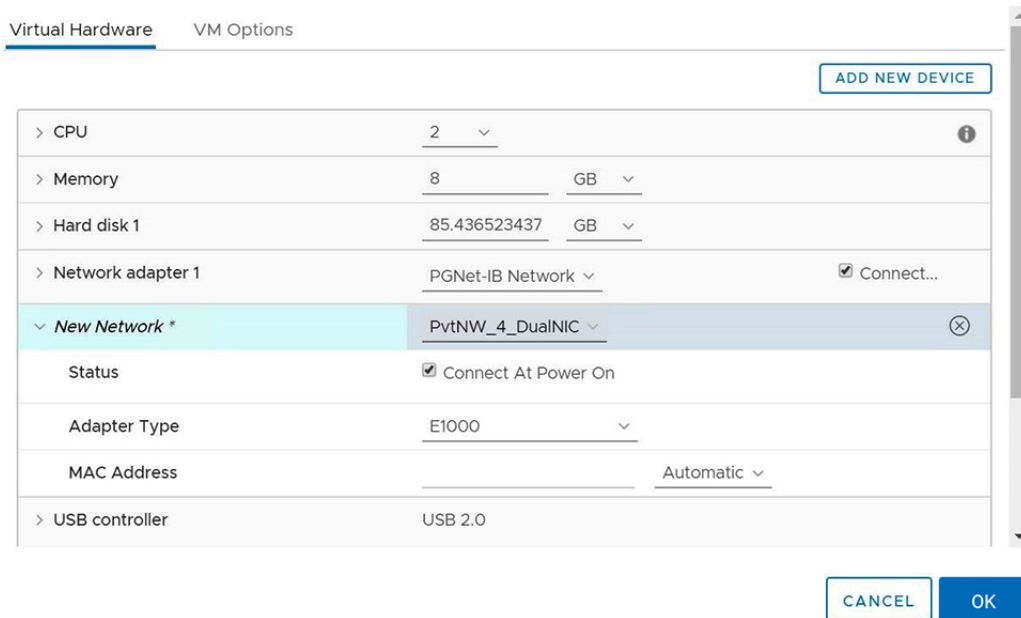 Virtual Hardware VM Options
ADD NEW DEVICE
CPU 2
Memory 8 GB
Hard disk 1 85.436523437 GB
Network adapter 1 PGNet-IB Network Connect...
New Network * PvtNW_4_DualNIC
Status Connect At Power On
Adapter Type E1000
MAC Address Automatic
USB controller USB 2.0
CANCEL OK